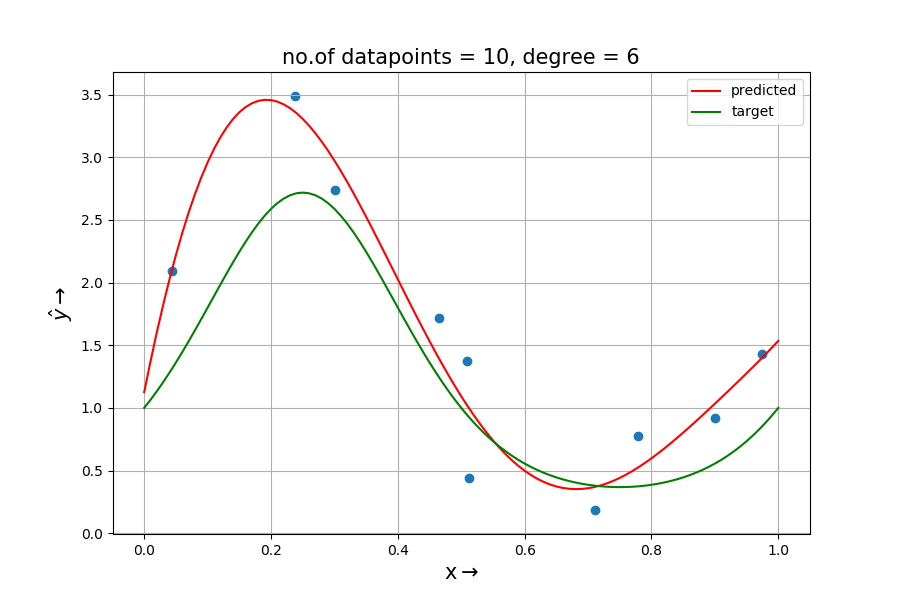 no.of datapoints = 10, degree = 6
predicted
target
3.5
3.0
2.5
2.0
1.5
1.0
0.5
0.0
ŷ→
0.0 0.2 0.4 0.6 0.8 1.0
x→